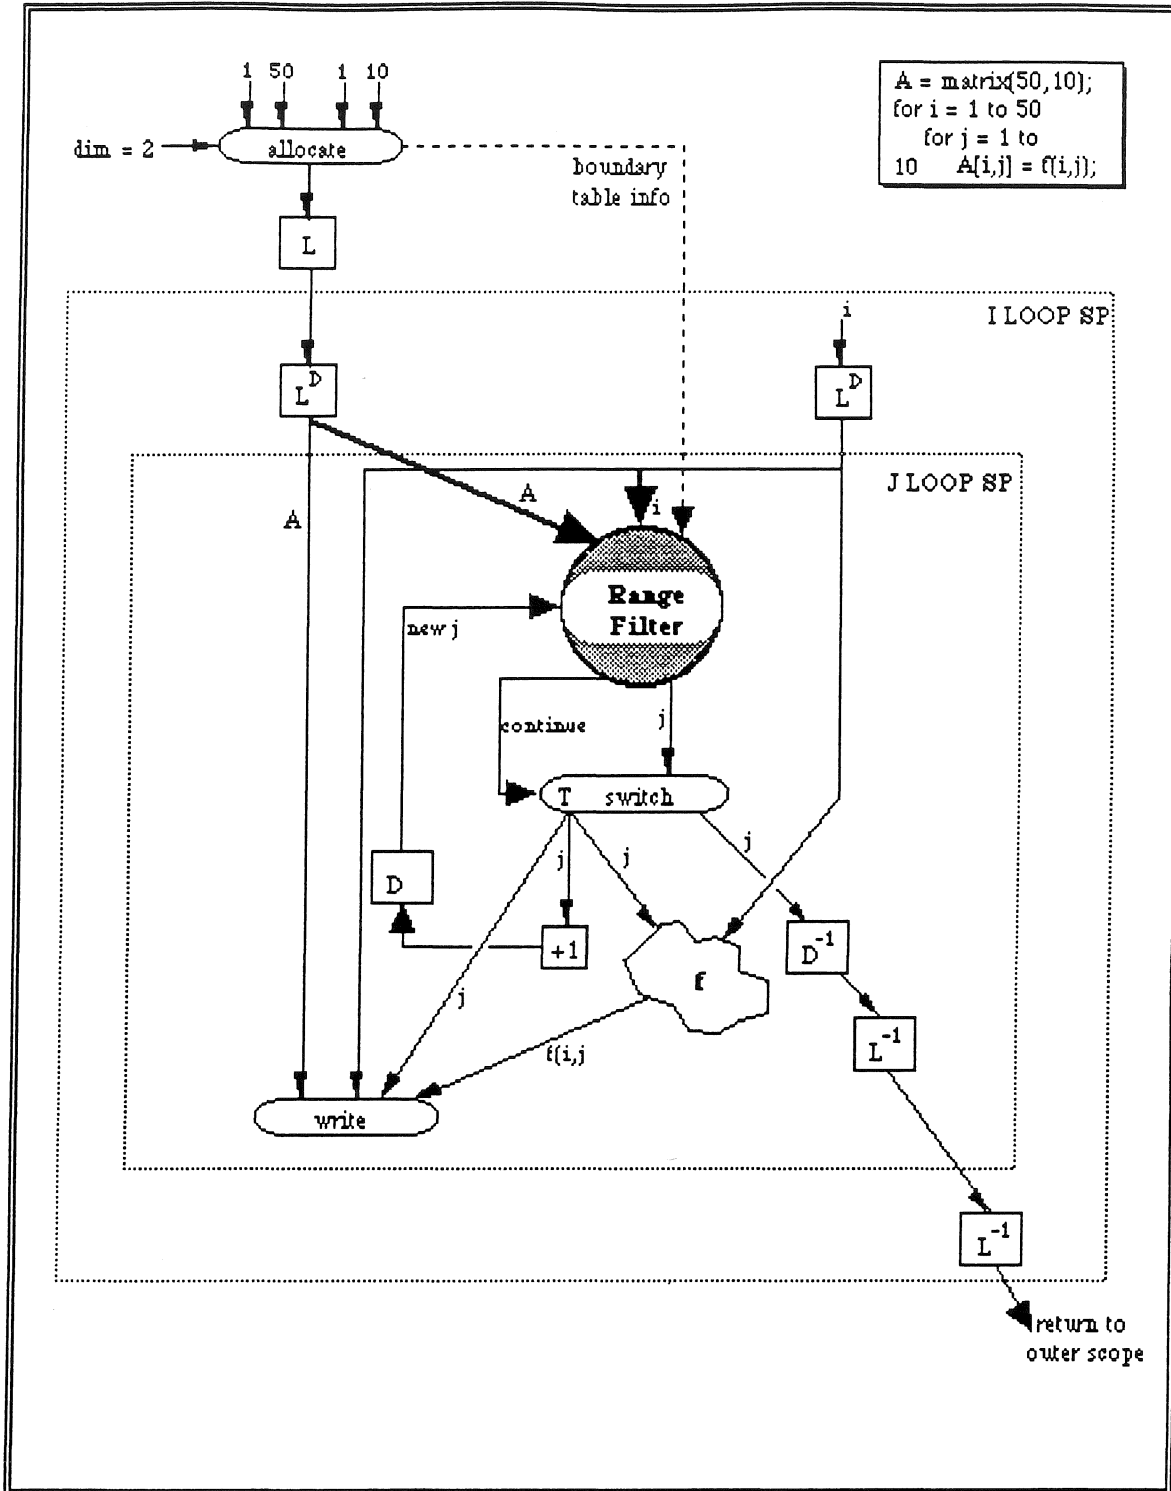 1 50 1 10
A = matrix(50,10);
for i = 1 to 50
for j = 1 to
10 A[i,j] = f(i,j);
dim = 2
allocate
boundary
table info
L
I LOOP SP
i
L^D
L^D
J LOOP SP
A
A
i
Range
Filter
new j
continue
j
T switch
j
j
j
D
+1
D^-1
f
j
L^-1
f(i,j
write
L^-1
return to
outer scope